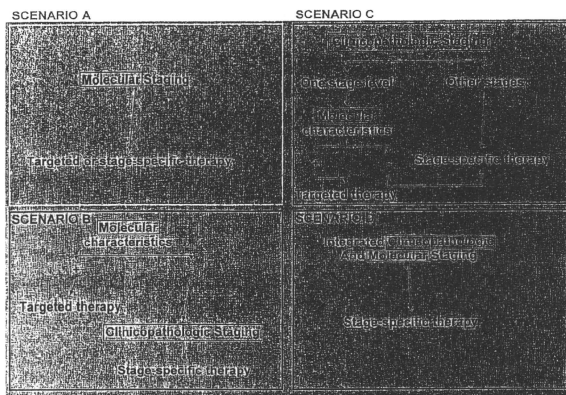 SCENARIO A
Molecular Staging
Targeted or stage-specific therapy
SCENARIO C
Clinicopathologic Staging
One stage level
Other stages
Molecular
characteristics
Stage-specific therapy
Targeted therapy
SCENARIO B
Molecular
characteristics
Targeted therapy
Clinicopathologic Staging
Stage-specific therapy
SCENARIO D
Integrated Clinicopathologic
And Molecular Staging
Stage-specific therapy